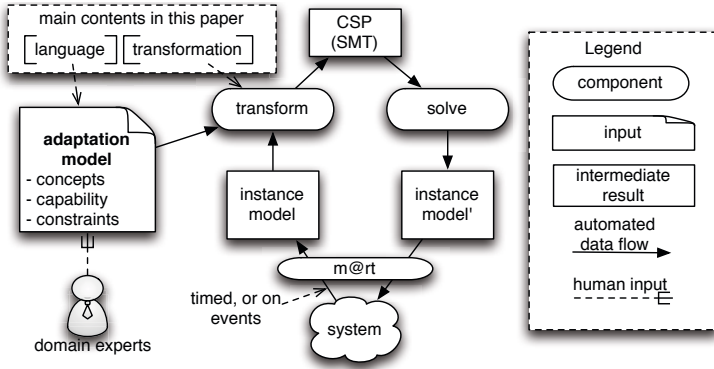 main contents in this paper
language
transformation
CSP
(SMT)
transform
solve
adaptation
model
- concepts
- capability
- constraints
instance
model
instance
model'
m@rt
timed, or on
events
system
domain experts
Legend
component
input
intermediate
result
automated
data flow
human input